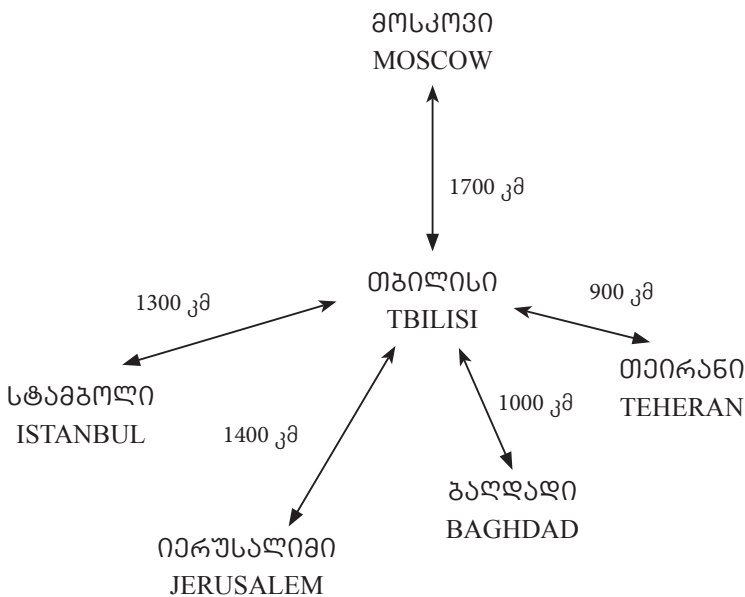 მოსკოვი
MOSCOW
1700 კმ
თბილისი
TBILISI
1300 კმ
900 კმ
სტამბოლი
ISTANBUL
თეირანი
TEHERAN
1400 კმ
1000 კმ
ბაღდადი
BAGHDAD
იერუსალიმი
JERUSALEM